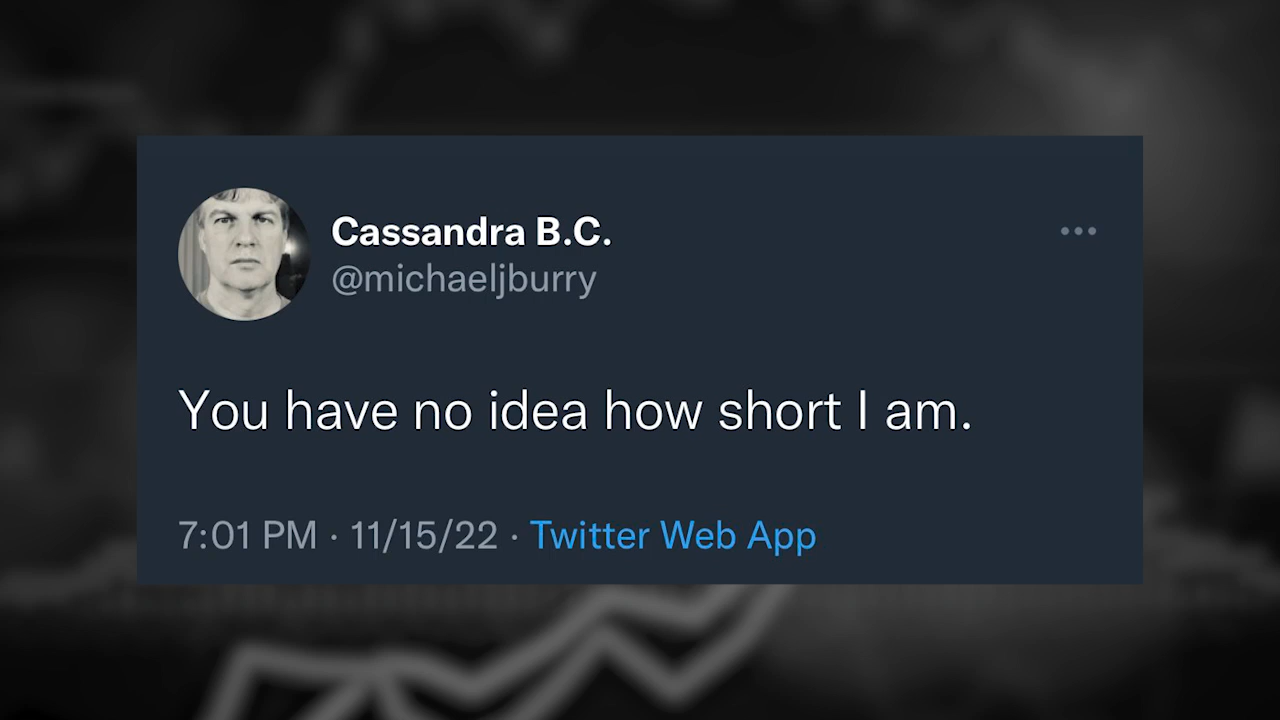 Cassandra B.C.
@michaeljburry
You have no idea how short I am.
7:01 PM · 11/15/22 · Twitter Web App